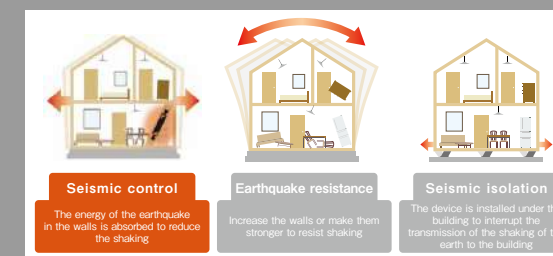 Seismic control
The energy of the earthquake
in the walls is absorbed to reduce
the shaking
Earthquake resistance
Increase the walls or make them
stronger to resist shaking
Seismic isolation
The device is installed under
building to interrupt the
transmission of the shaking of
earth to the building